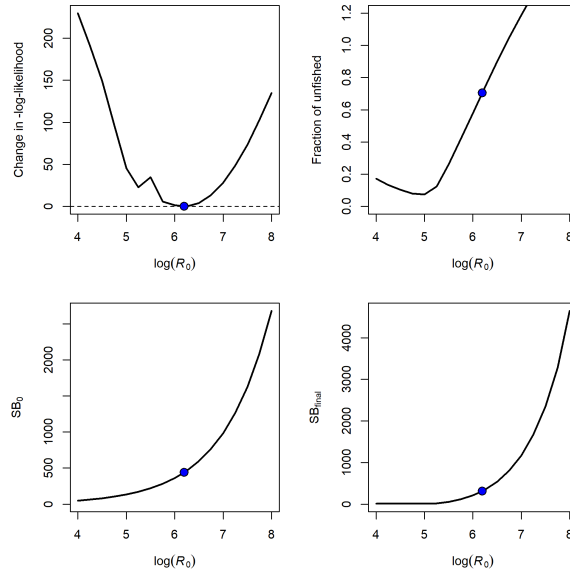 Change in -log-likelihood
0 50 100 150 200
4 5 6 7 8
log(R₀)
Fraction of unfished
0.0 0.2 0.4 0.6 0.8 1.0 1.2
4 5 6 7 8
log(R₀)
SB₀
0 500 1000 2000
4 5 6 7 8
log(R₀)
SBfinal
0 1000 2000 3000 4000
4 5 6 7 8
log(R₀)